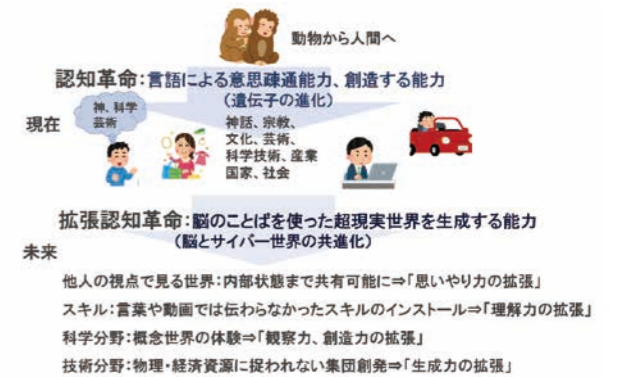 動物から人間へ
認知革命:言語による意思疎通能力、創造する能力
(遺伝子の進化)
現在
神、科学
芸術
神話、宗教、
文化、芸術、
科学技術、産業
国家、社会
拡張認知革命:脳のことばを使った超現実世界を生成する能力
(脳とサイバー世界の共進化)
未来
他人の視点で見る世界:内部状態まで共有可能に⇒「思いやり力の拡張」
スキル:言葉や動画では伝わらなかったスキルのインストール⇒「理解力の拡張」
科学分野:概念世界の体験⇒「観察力、創造力の拡張」
技術分野:物理・経済資源に捉われない集団創発⇒「生成力の拡張」